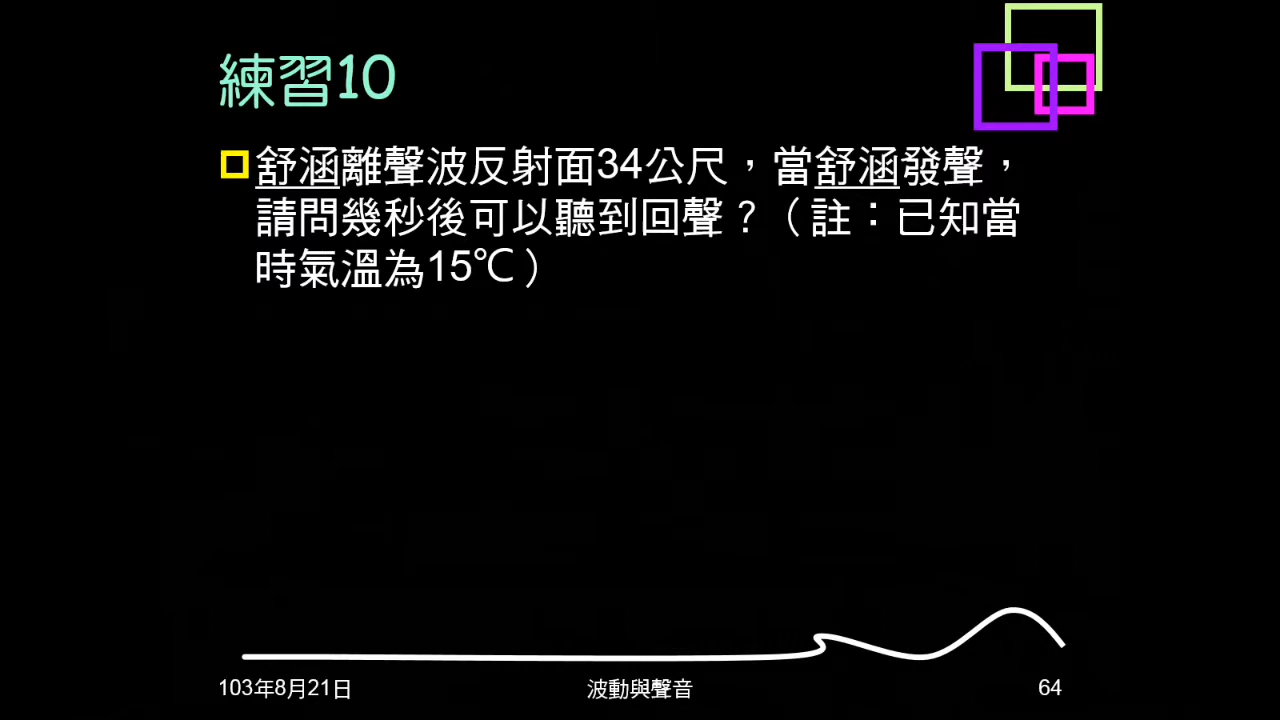 練習10
舒涵離聲波反射面34公尺，當舒涵發聲，
請問幾秒後可以聽到回聲？（註：已知當
時氣溫為15℃）
103年8月21日
波動與聲音
64